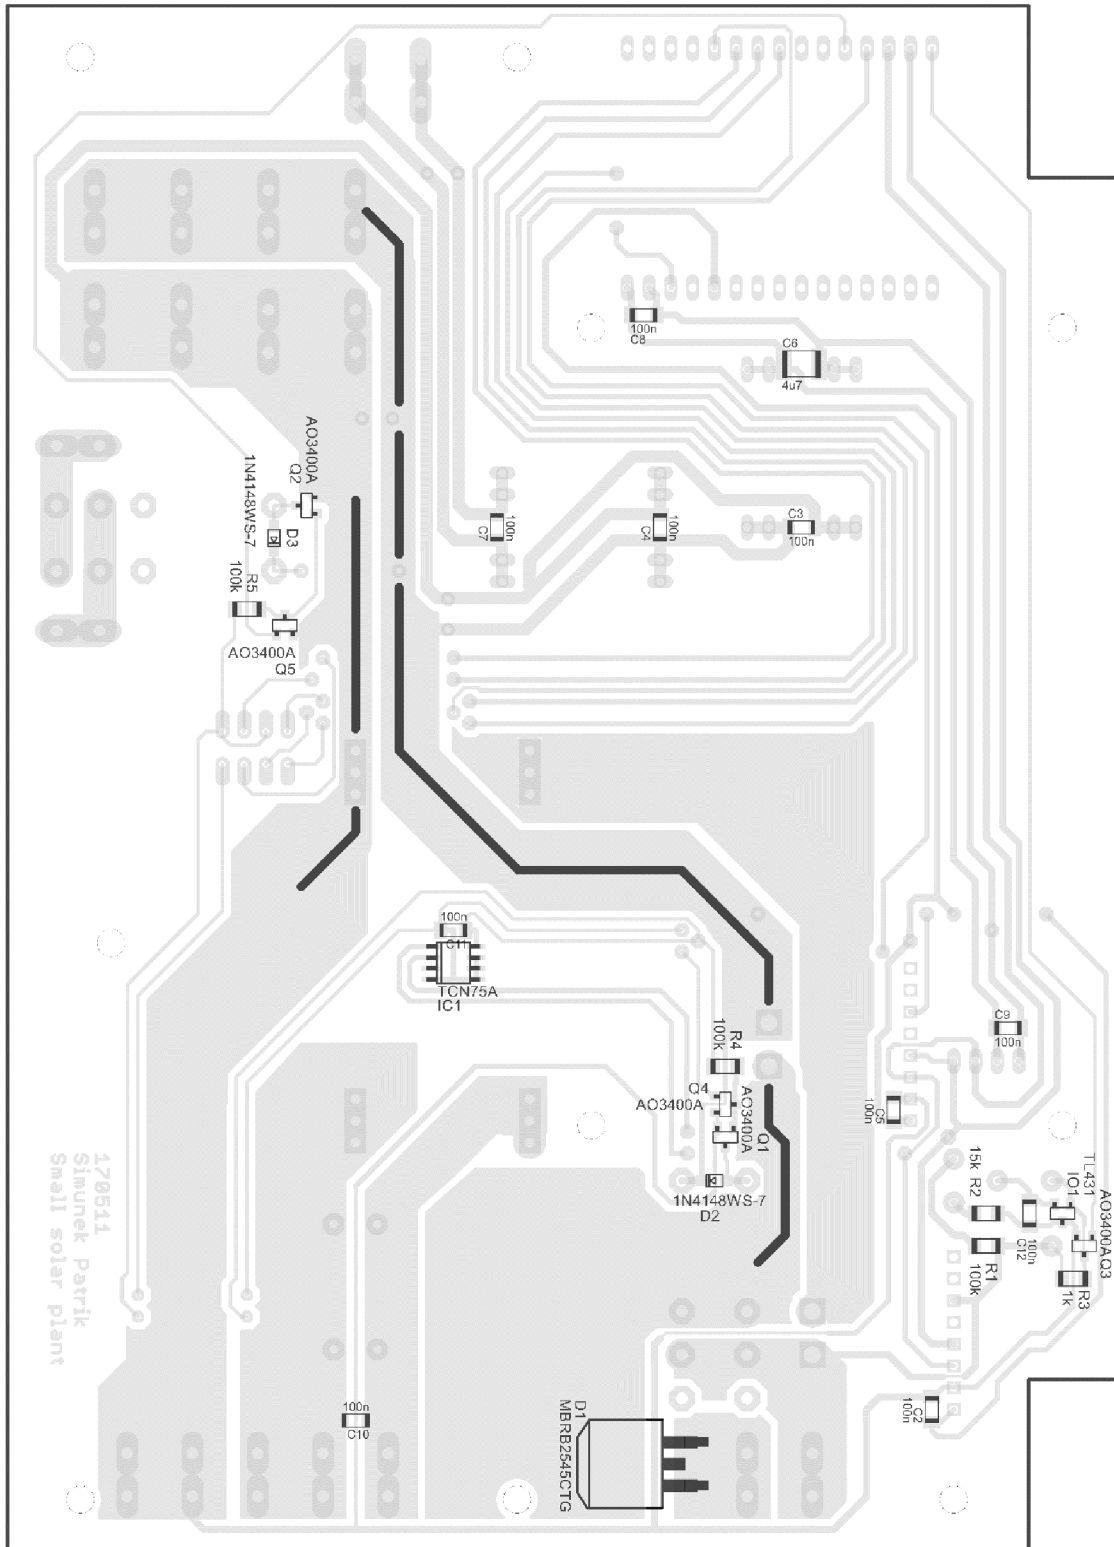 100n
C8
C6
4u7
AO3400A
Q2
1N4148WS-7
D3
R5
100k
AO3400A
Q5
100n
C7
100n
C4
C3
100n
100n
C11
TCN75A
IC1
R4
100k
Q4
AO3400A
AO3400A
Q1
1N4148WS-7
D2
C9
100n
C5
100n
TL431
IO1
15k R2
AO3400AQ3
100n
C12
R1
100k
R3
1k
C2
100n
100n
C10
D1
MBRB2545CTG
170511
Simunek Patrik
Small solar plant